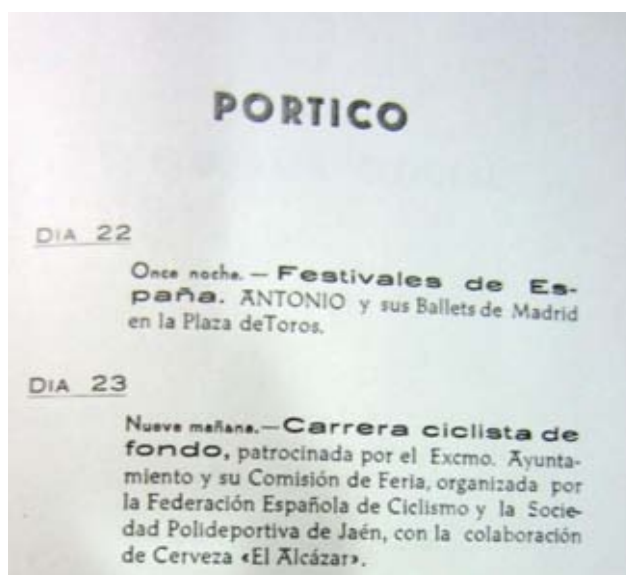 PORTICO
DIA 22
Once noche. — Festivales de Es-
paña. ANTONIO y sus Ballets de Madrid
en la Plaza deToros.
DIA 23
Nueve mañana.—Carrera ciclista de
fondo, patrocinada por el Excmo. Ayunta-
miento y su Comisión de Feria, organizada por
la Federación Española de Ciclismo y la Socie-
dad Polideportiva de Jaén, con la colaboración
de Cerveza «El Alcázar».